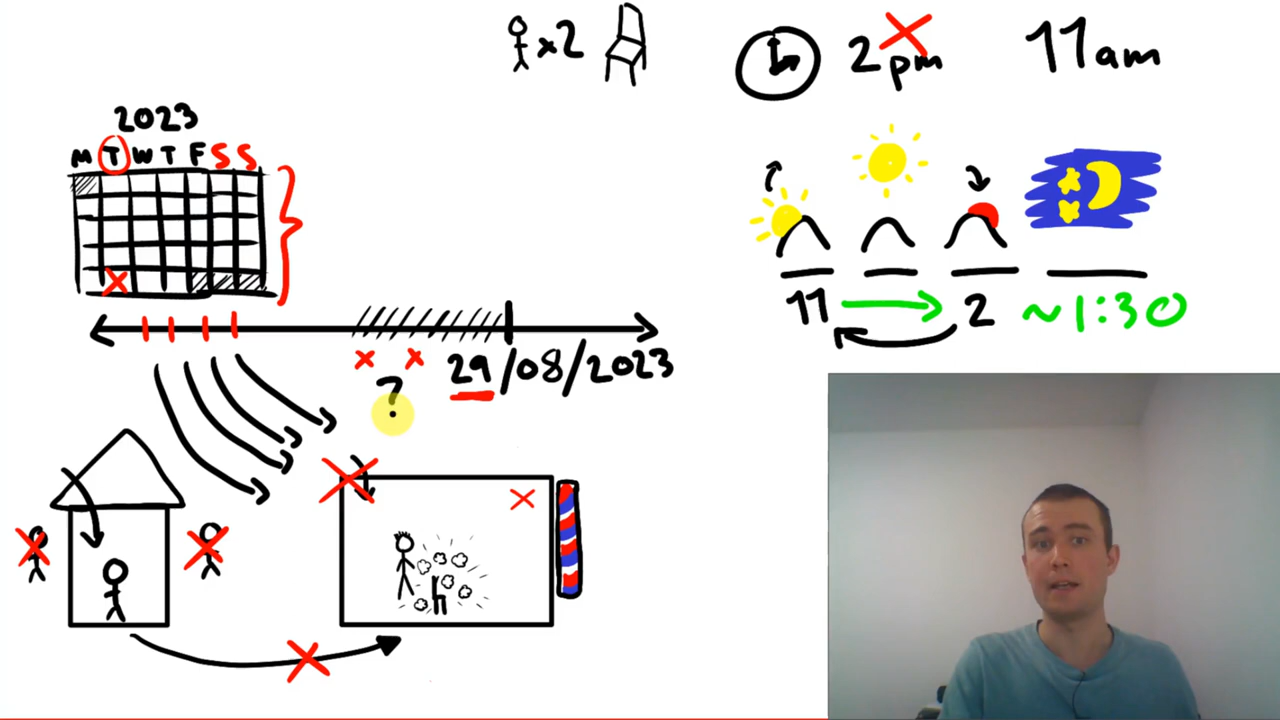 x2
2pm 11am
2023
M T W T F S S
11 2 ~1:30
29/08/2023
?